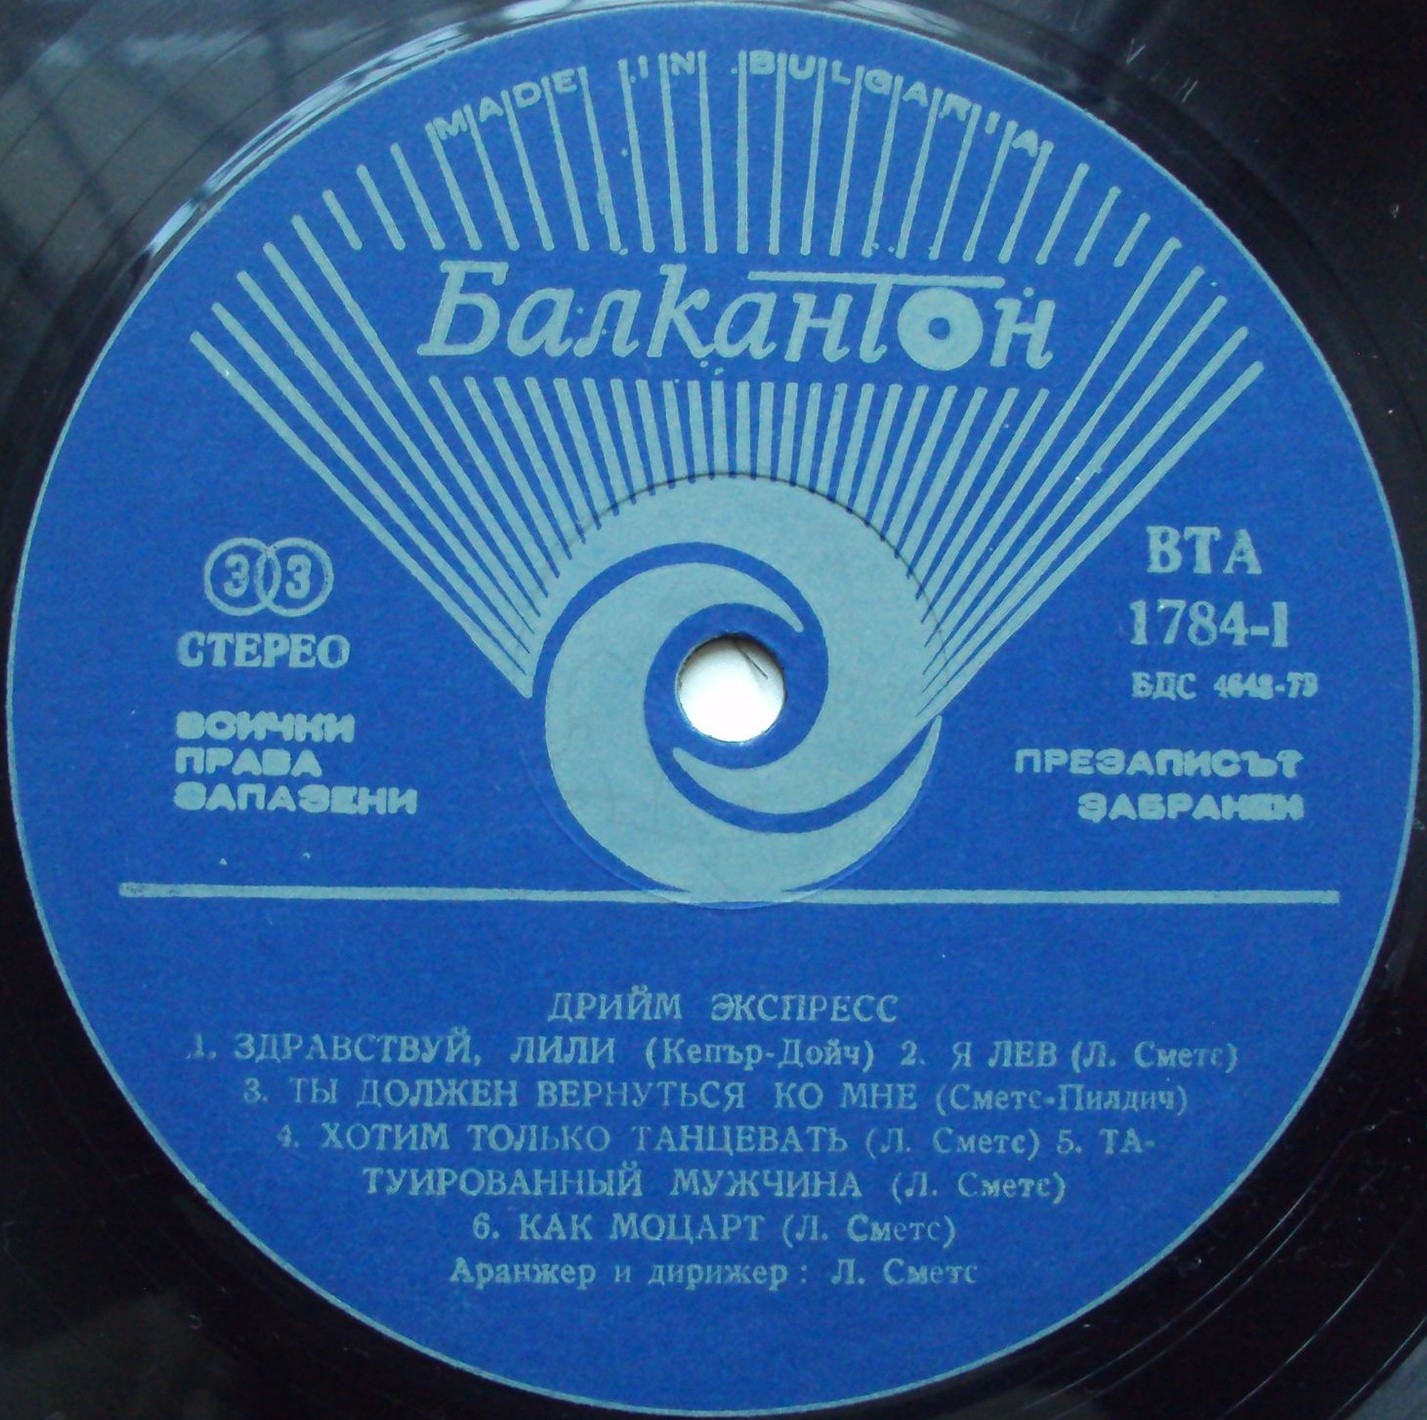 MADE IN BULGARIA
Балкантон
33
СТЕРЕО
ВСИЧКИ
ПРАВА
ЗАПАЗЕНИ
ВТА
1784-I
БДС 4648-79
ПРЕЗАПИСЪТ
ЗАБРАНЕН
ДРИЙМ ЭКСПРЕСС
1. ЗДРАВСТВУЙ, ЛИЛИ (Кепър-Дойч) 2. Я ЛЕВ (Л. Сметс)
3. ТЫ ДОЛЖЕН ВЕРНУТЬСЯ КО МНЕ (Сметс-Пилдич)
4. ХОТИМ ТОЛЬКО ТАНЦЕВАТЬ (Л. Сметс) 5. ТА-
ТУИРОВАННЫЙ МУЖЧИНА (Л. Сметс)
6. КАК МОЦАРТ (Л. Сметс)
Аранжер и дирижер : Л. Сметс